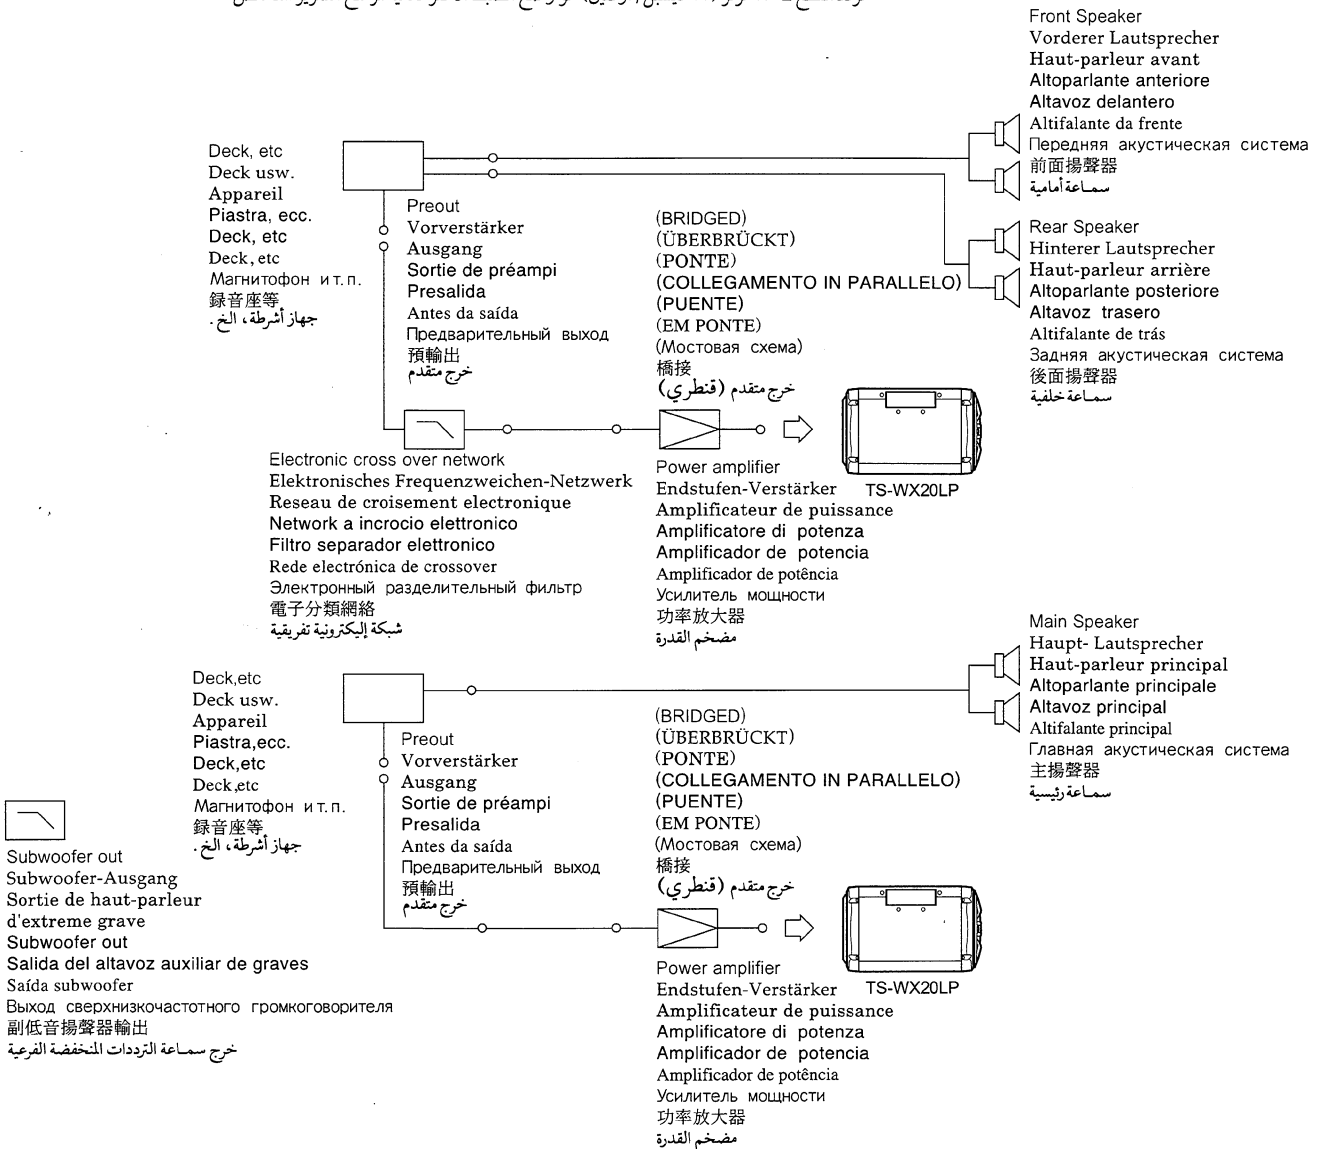 Front Speaker
Vorderer Lautsprecher
Haut-parleur avant
Altoparlante anteriore
Altavoz delantero
Altifalante da frente
Передняя акустическая система
前面揚聲器
سماعة أمامية
Deck, etc
Deck usw.
Appareil
Piastra, ecc.
Deck, etc
Deck, etc
Магнитофон и т. п.
録音座等
جهاز أشرطة، الخ.
Preout
Vorverstärker
Ausgang
Sortie de préampi
Presalida
Antes da saída
Предварительный выход
預輸出
خرج متقدم
(BRIDGED)
(ÜBERBRÜCKT)
(PONTE)
(COLLEGAMENTO IN PARALLELO)
(PUENTE)
(EM PONTE)
(Мостовая схема)
橋接
خرج متقدم (قنطري)
Rear Speaker
Hinterer Lautsprecher
Haut-parleur arrière
Altoparlante posteriore
Altavoz trasero
Altifalante de trás
Задняя акустическая система
後面揚聲器
سماعة خلفية
Electronic cross over network
Elektronisches Frequenzweichen-Netzwerk
Reseau de croisement electronique
Network a incrocio elettronico
Filtro separador elettronico
Rede electrónica de crossover
Электронный разделительный фильтр
電子分類網絡
شبكة إليكترونية تفريقية
Power amplifier
Endstufen-Verstärker
Amplificateur de puissance
Amplificatore di potenza
Amplificador de potencia
Amplificador de potência
Усилитель мощности
功率放大器
مضخم القدرة
TS-WX20LP
Main Speaker
Haupt- Lautsprecher
Haut-parleur principal
Altoparlante principale
Altavoz principal
Altifalante principal
Главная акустическая система
主揚聲器
سماعة رئيسية
Deck,etc
Deck usw.
Appareil
Piastra,ecc.
Deck,etc
Deck,etc
Магнитофон и т. п.
録音座等
جهاز أشرطة، الخ.
Preout
Vorverstärker
Ausgang
Sortie de préampi
Presalida
Antes da saída
Предварительный выход
預輸出
خرج متقدم
(BRIDGED)
(ÜBERBRÜCKT)
(PONTE)
(COLLEGAMENTO IN PARALLELO)
(PUENTE)
(EM PONTE)
(Мостовая схема)
橋接
خرج متقدم (قنطري)
Subwoofer out
Subwoofer-Ausgang
Sortie de haut-parleur
d'extreme grave
Subwoofer out
Salida del altavoz auxiliar de graves
Saída subwoofer
Выход сверхнизкочастотного громкоговорителя
副低音揚聲器輸出
خرج سماعة الترددات المنخفضة الفرعية
Power amplifier
Endstufen-Verstärker
Amplificateur de puissance
Amplificatore di potenza
Amplificador de potencia
Amplificador de potência
Усилитель мощности
功率放大器
مضخم القدرة
TS-WX20LP